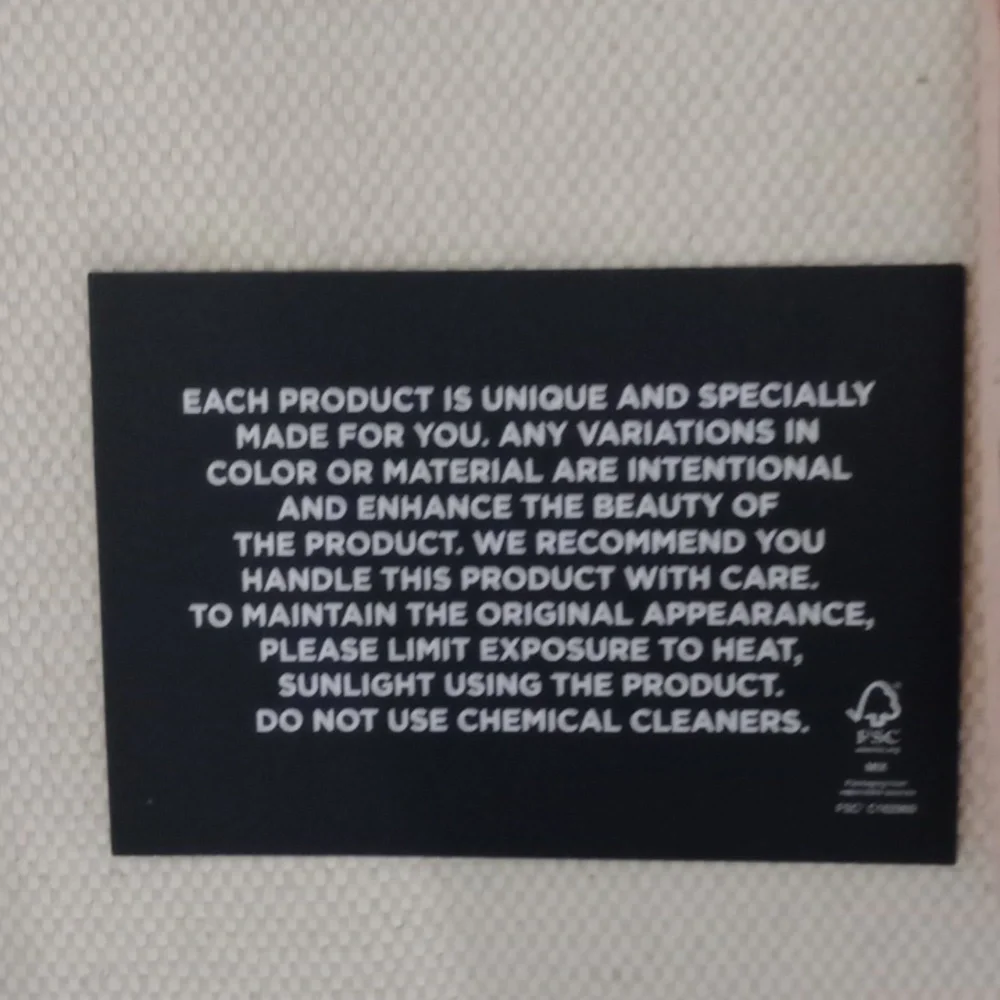 EACH PRODUCT IS UNIQUE AND SPECIALLY
MADE FOR YOU. ANY VARIATIONS IN
COLOR OR MATERIAL ARE INTENTIONAL
AND ENHANCE THE BEAUTY OF
THE PRODUCT. WE RECOMMEND YOU
HANDLE THIS PRODUCT WITH CARE.
TO MAINTAIN THE ORIGINAL APPEARANCE,
PLEASE LIMIT EXPOSURE TO HEAT,
SUNLIGHT USING THE PRODUCT.
DO NOT USE CHEMICAL CLEANERS.
FSC